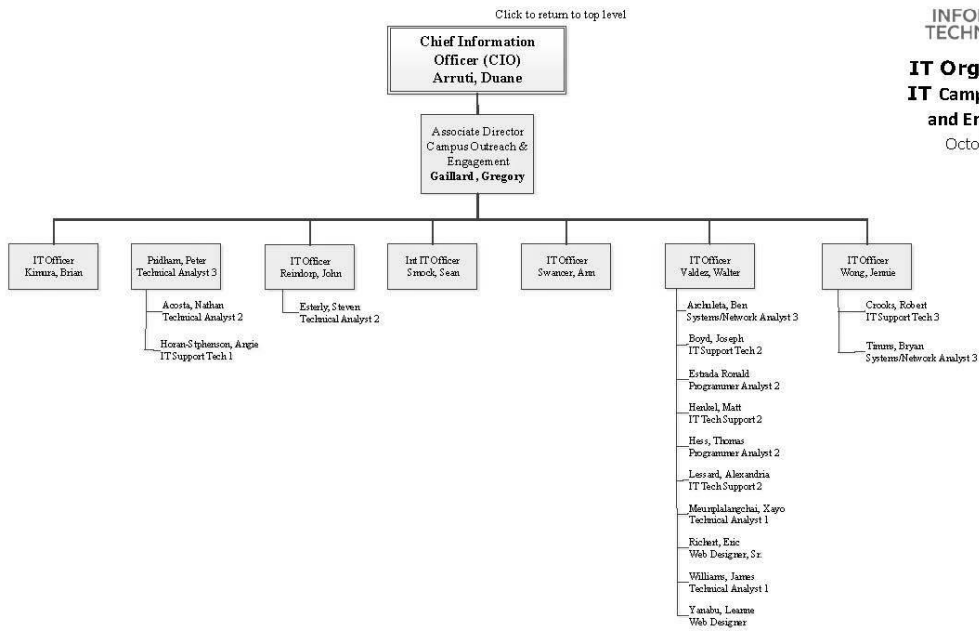 Click to return to top level
INFO
TECHN
IT Org
IT Camp
and En
Octo
Chief Information
Officer (CIO)
Arruti, Duane
Associate Director
Campus Outreach &
Engagement
Gaillard, Gregory
IT Officer
Kimura, Brian
Pridham, Peter
Technical Analyst 3
Acosta, Nathan
Technical Analyst 2
Horan-Stphenson, Angie
IT Support Tech 1
IT Officer
Reindorp, John
Esterly, Steven
Technical Analyst 2
Int IT Officer
Smock, Sean
IT Officer
Swancer, Ann
IT Officer
Valdez, Walter
Archuleta, Ben
Systems/Network Analyst 3
Boyd, Joseph
IT Support Tech 2
Estrada Ronald
Programmer Analyst 2
Henkel, Matt
IT Tech Support 2
Hess, Thomas
Programmer Analyst 2
Lessard, Alexandria
IT Tech Support 2
Meunplalangchai, Xayo
Technical Analyst 1
Richert, Eric
Web Designer, Sr.
Williams, James
Technical Analyst 1
Yanabu, Leanne
Web Designer
IT Officer
Wong, Jennie
Crooks, Robert
IT Support Tech 3
Timms, Bryan
Systems/Network Analyst 3